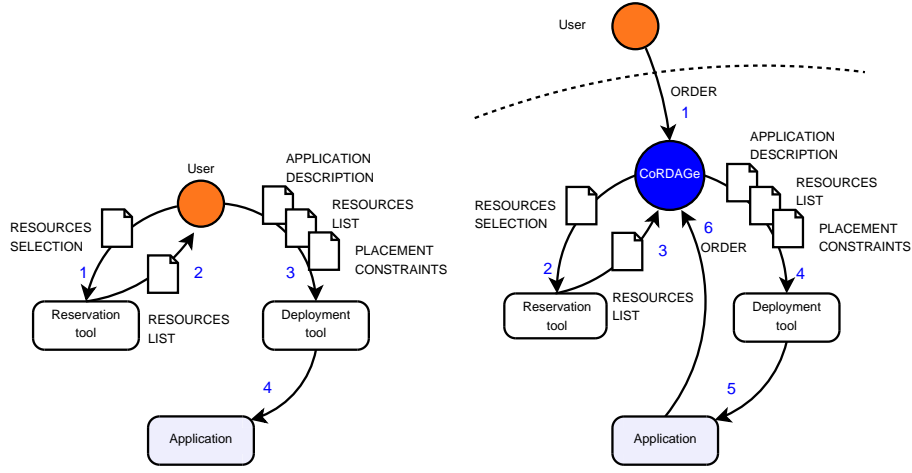 User
APPLICATION
DESCRIPTION
RESOURCES
LIST
RESOURCES
SELECTION
PLACEMENT
CONSTRAINTS
1
2
3
Reservation
tool
RESOURCES
LIST
Deployment
tool
4
Application
User
ORDER
1
APPLICATION
DESCRIPTION
CoRDAGe
RESOURCES
LIST
RESOURCES
SELECTION
6
ORDER
PLACEMENT
CONSTRAINTS
2
3
4
Reservation
tool
RESOURCES
LIST
Deployment
tool
5
Application